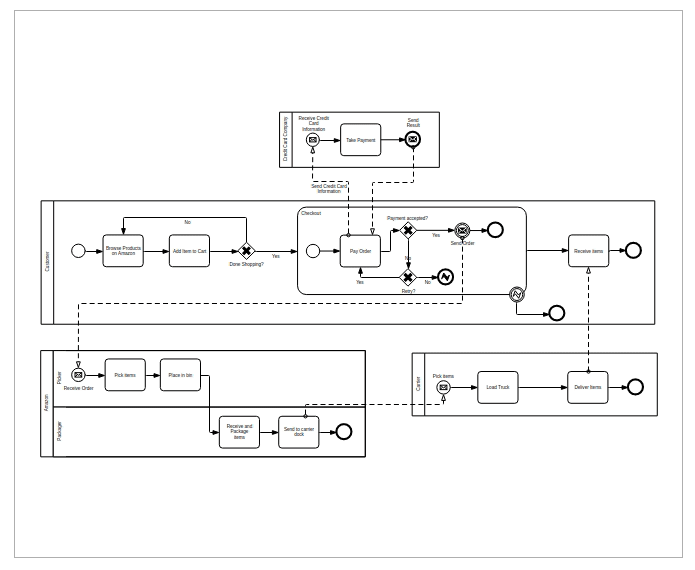 Credit Card Company
Receive Credit
Card
Information
Take Payment
Send
Result
Send Credit Card
Information
Customer
No
Browse Products
on Amazon
Add Item to Cart
Done Shopping?
Yes
Checkout
Pay Order
Payment accepted?
Yes
Send Order
No
Yes
Retry?
No
Receive items
Amazon
Picker
Receive Order
Pick items
Place in bin
Packager
Receive and
Package
items
Send to carrier
dock
Carrier
Pick items
Load Truck
Deliver Items